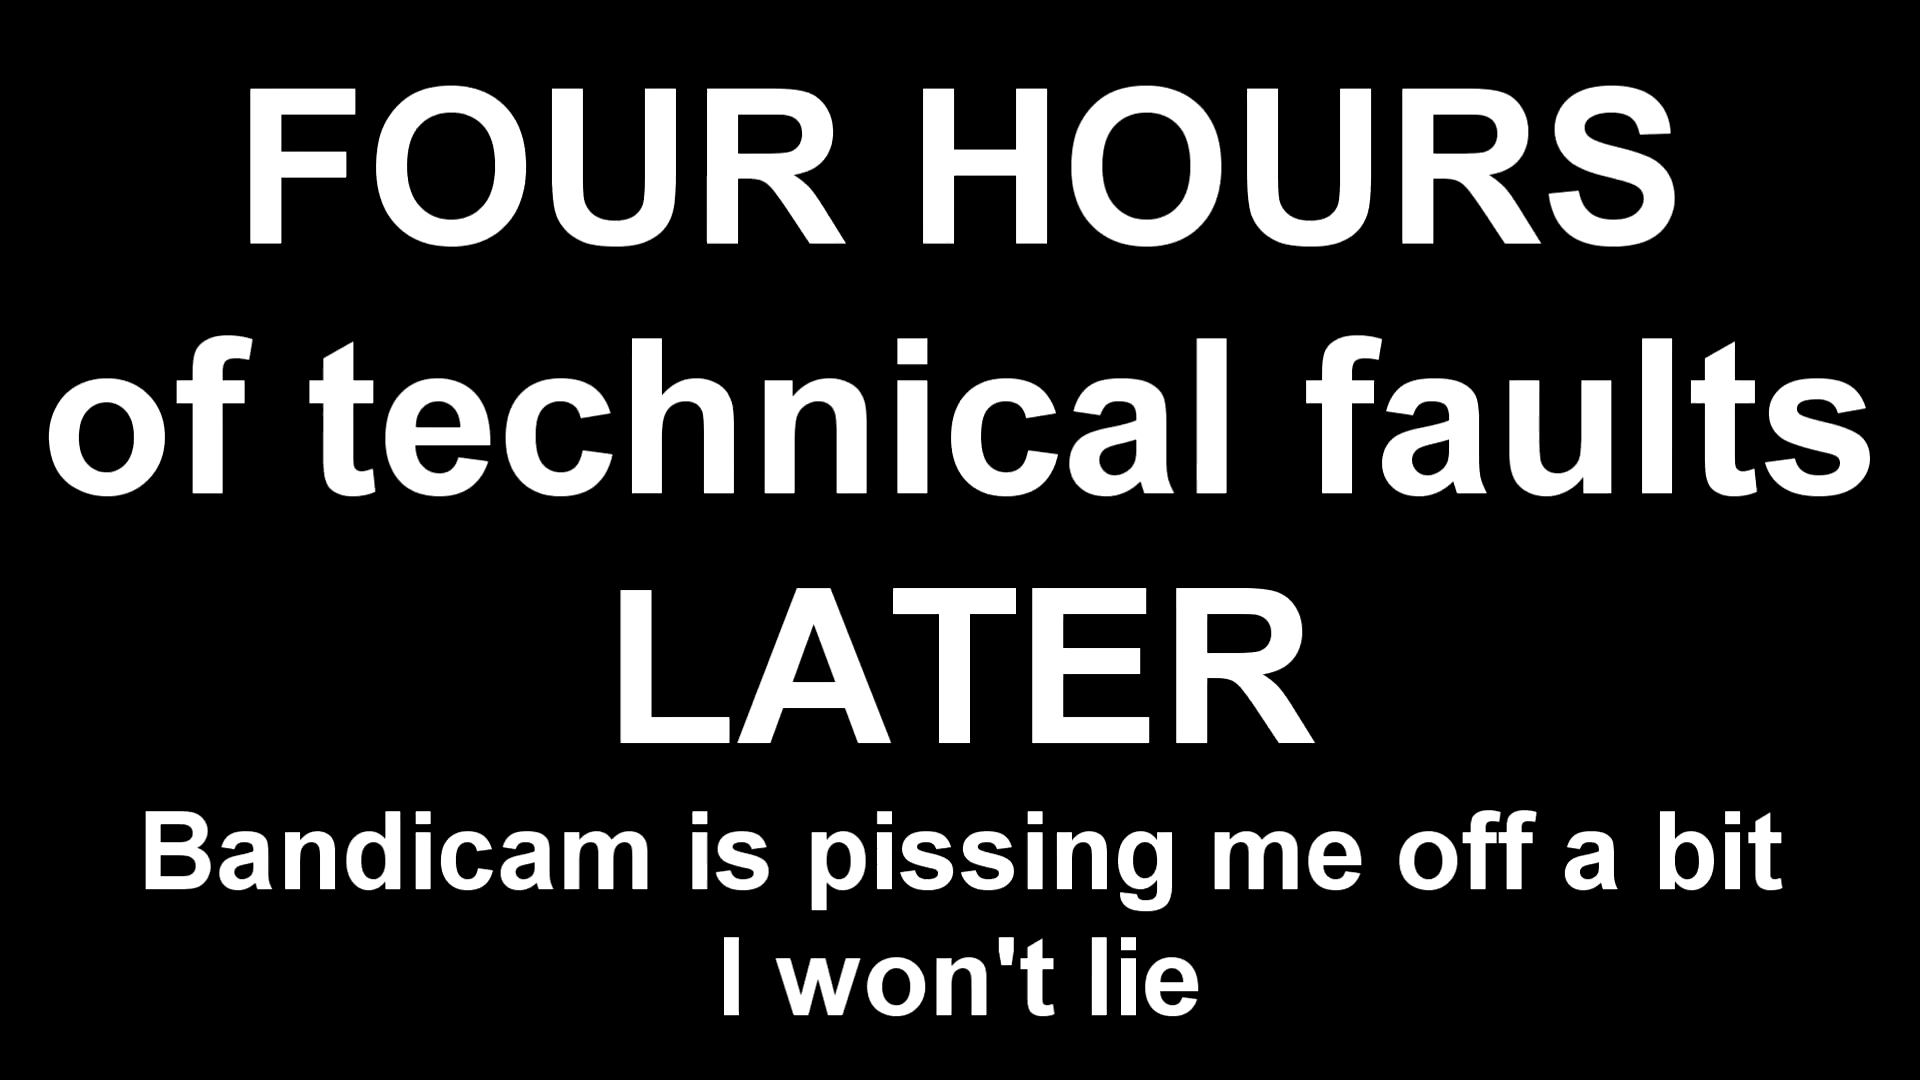 FOUR HOURS
of technical faults
LATER
Bandicam is pissing me off a bit
I won't lie